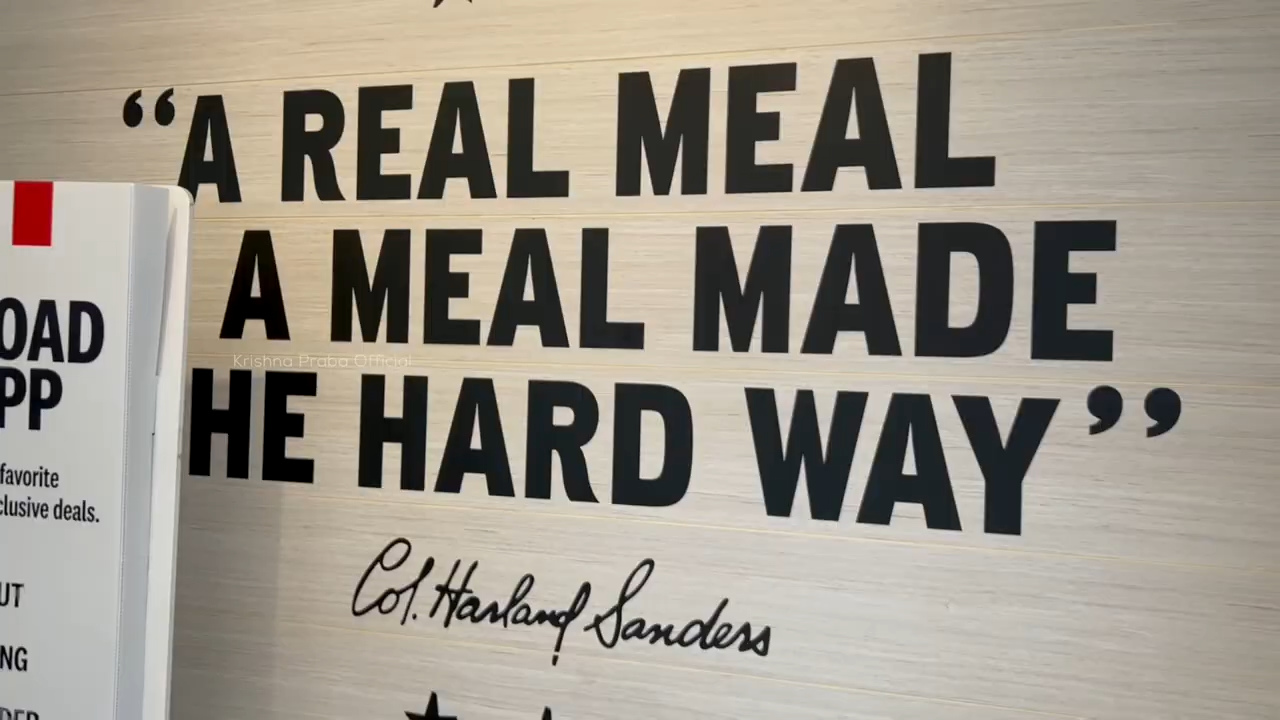 “A REAL MEAL
A MEAL MADE
HE HARD WAY”
Col. Harland Sanders
Krishna Praba Official
OAD
PP
favorite
clusive deals.
UT
NG